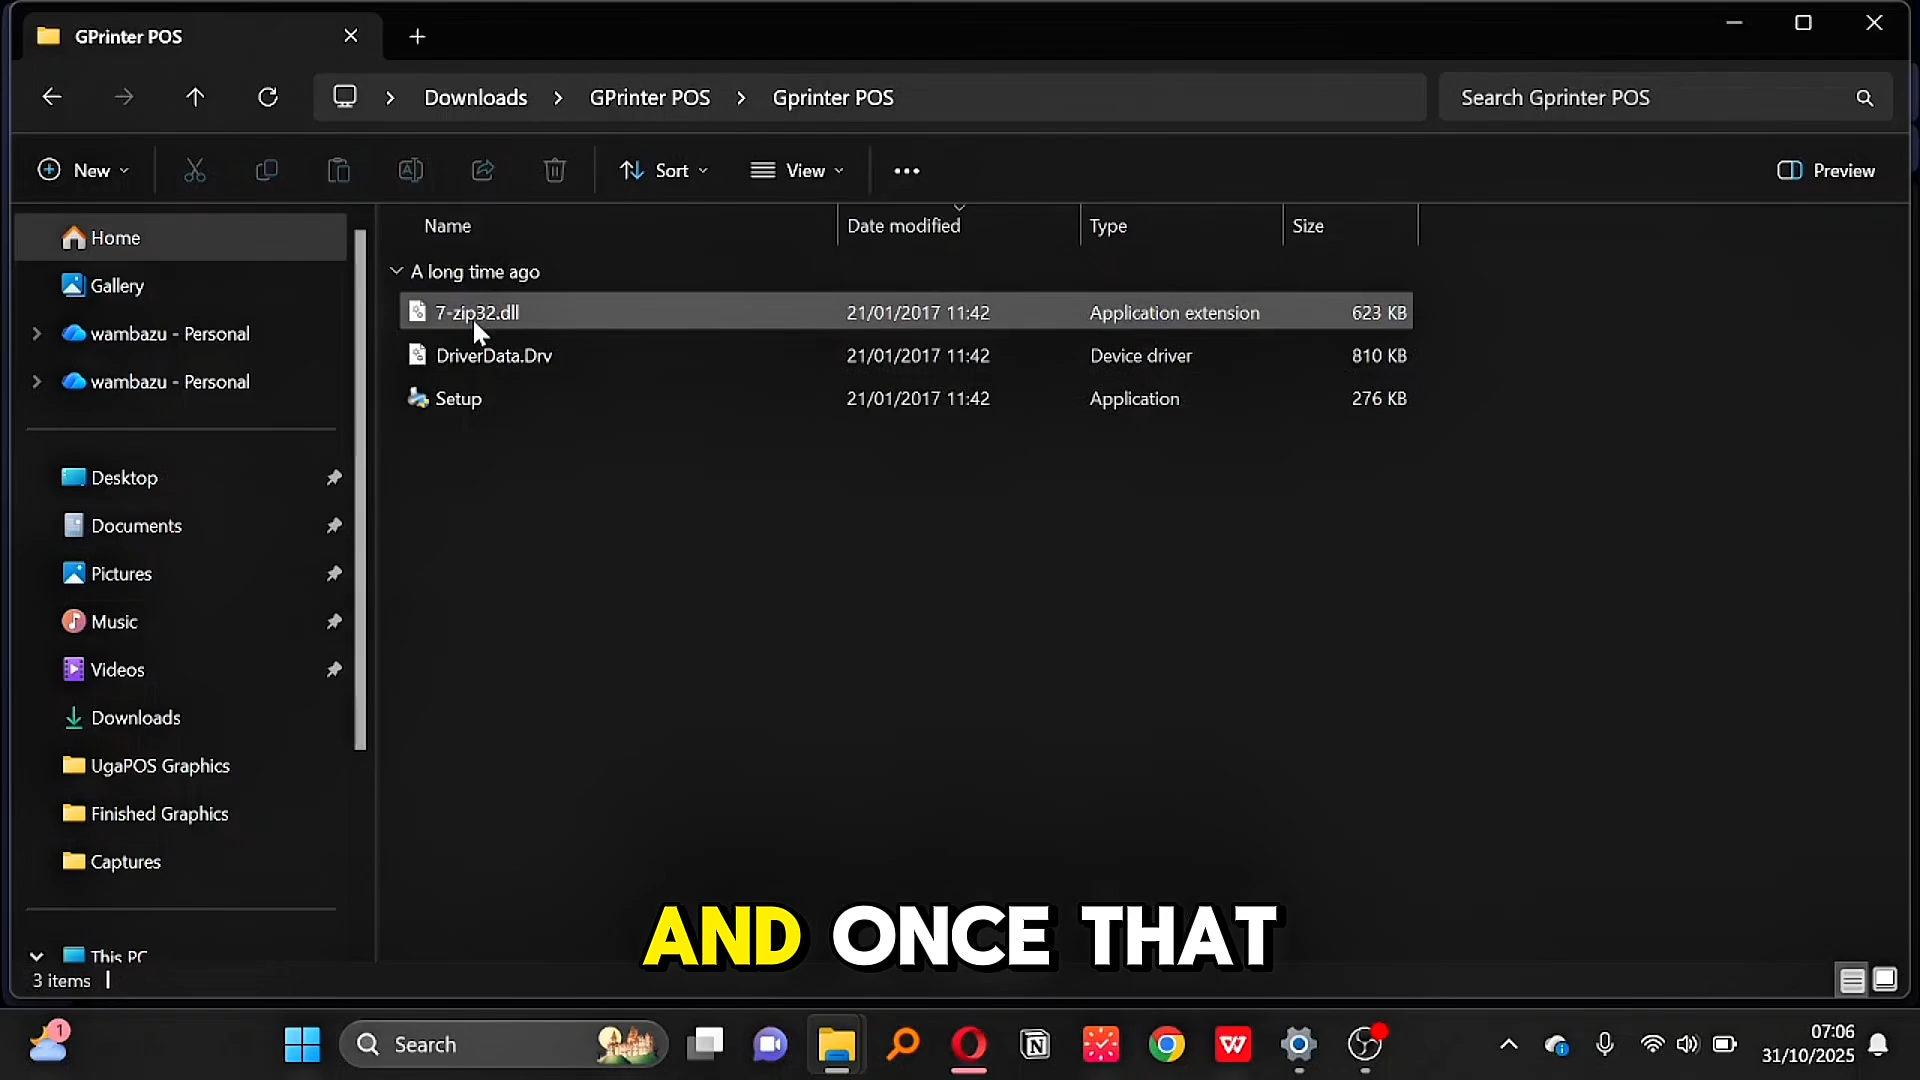 GPrinter POS
Downloads
GPrinter POS
Gprinter POS
Search Gprinter POS
New
Sort
View
Preview
Name
Date modified
Type
Size
A long time ago
7-zip32.dll
21/01/2017 11:42
Application extension
623 KB
DriverData.Drv
21/01/2017 11:42
Device driver
810 KB
Setup
21/01/2017 11:42
Application
276 KB
Home
Gallery
wambazu - Personal
wambazu - Personal
Desktop
Documents
Pictures
Music
Videos
Downloads
UgaPOS Graphics
Finished Graphics
Captures
This PC
3 items
AND ONCE THAT
1
Search
07:06
31/10/2025